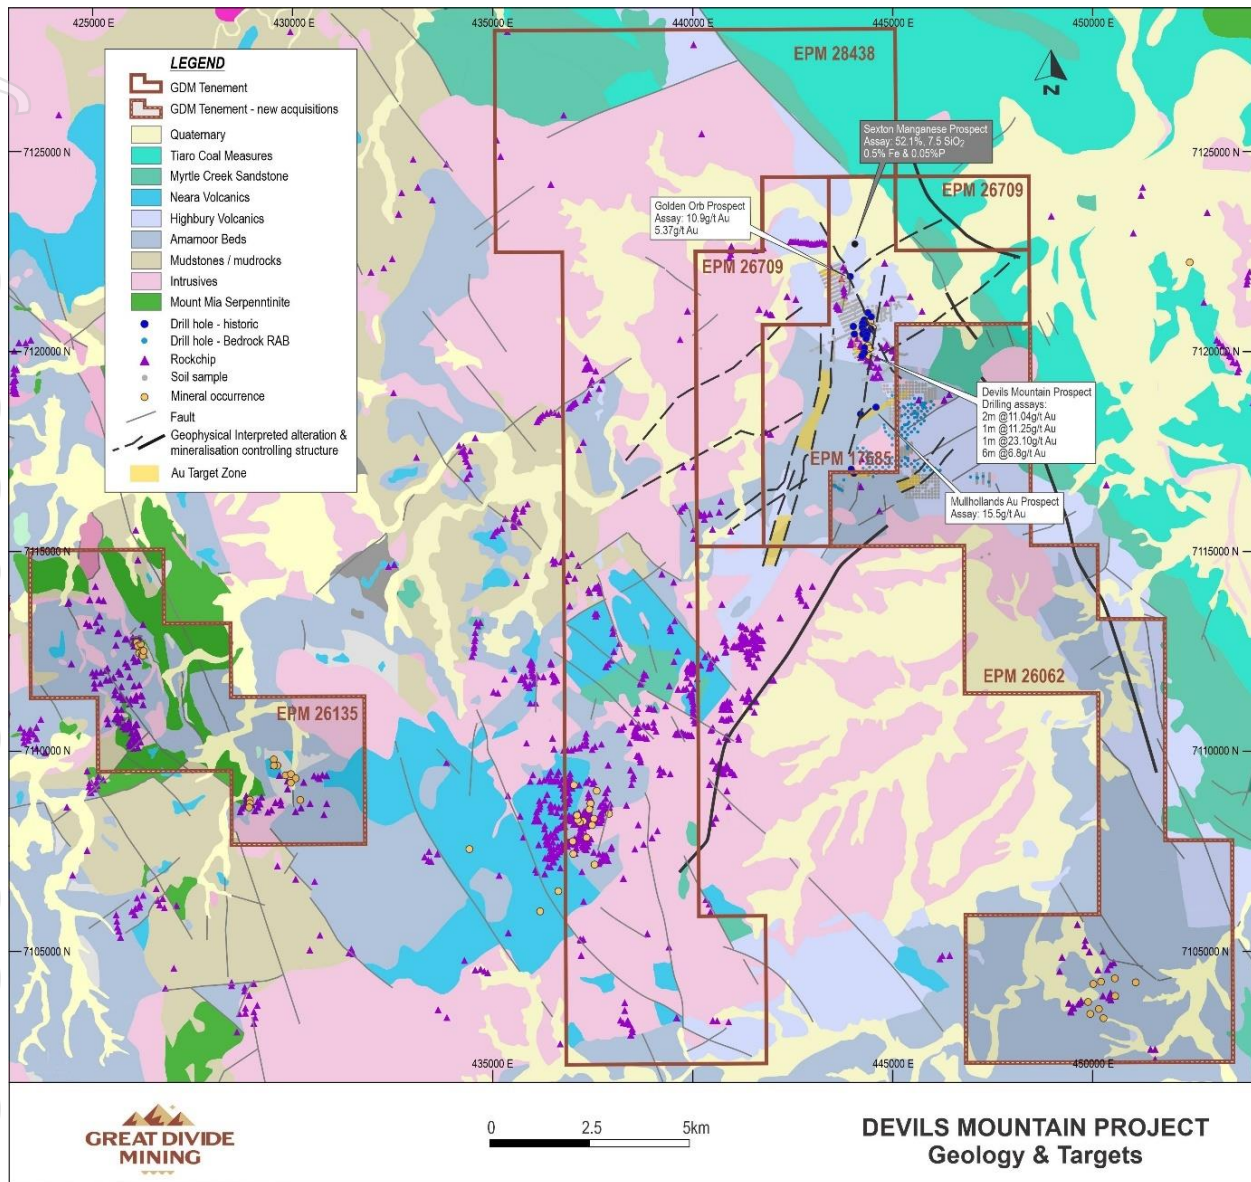 425000 E
430000 E
435000 E
440000 E
445000 E
450000 E
LEGEND
GDM Tenement
GDM Tenement - new acquisitions
Quaternary
Tiaro Coal Measures
Myrtle Creek Sandstone
Neara Volcanics
Highbury Volcanics
Amamoor Beds
Mudstones / mudrocks
Intrusives
Mount Mia Serpenntinite
Drill hole - historic
Drill hole - Bedrock RAB
Rockchip
Soil sample
Mineral occurrence
Fault
Geophysical Interpreted alteration &
mineralisation controlling structure
Au Target Zone
EPM 28438
N
7125000 N
7125000 N
Sexton Manganese Prospect
Assay: 52.1%, 7.5 SiO2
0.5% Fe & 0.05%P
EPM 26709
Golden Orb Prospect
Assay: 10.9g/t Au
5.37g/t Au
EPM 26709
7120000 N
7120000 N
Devils Mountain Prospect
Drilling assays:
2m @11.04g/t Au
1m @11.25g/t Au
1m @23.10g/t Au
6m @6.8g/t Au
EPM 17685
Mullhollands Au Prospect
Assay: 15.5g/t Au
7115000 N
7115000 N
EPM 26062
EPM 26135
7110000 N
7110000 N
7105000 N
7105000 N
435000 E
445000 E
450000 E
GREAT DIVIDE
MINING
0 2.5 5km
DEVILS MOUNTAIN PROJECT
Geology & Targets